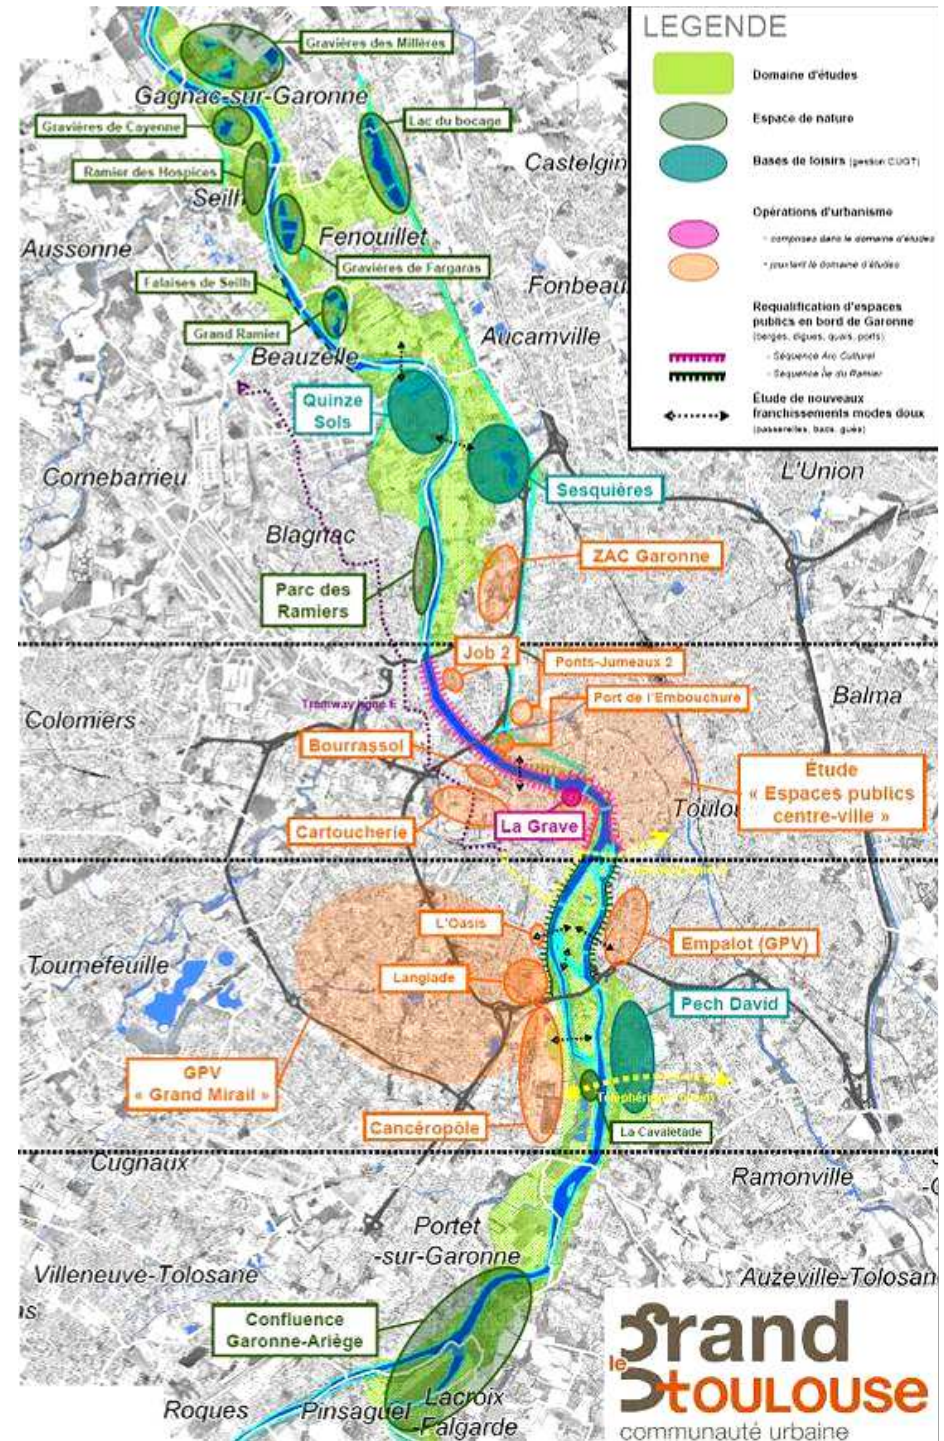 LEGENDE
Domaine d'études
Espace de nature
Bases de loisirs (gestion CUGT)
Opérations d'urbanisme
- comprises dans le domaine d'études
- jouxtant le domaine d'études
Requalification d'espaces
publics en bord de Garonne
(berges, digues, quais, ports)
- Séquence Arc Culturel
- Séquence Île du Ramier
Étude de nouveaux
franchissements modes doux
(passerelles, bacs, gués)
Gravières des Millères
Gagnac-sur-Garonne
Gravières de Cayenne
Lac du bocage
Castelgin
Ramier des Hospices
Seilh
Fenouillet
Aussonne
Gravières de Fargaras
Falaises de Seilh
Fonbeau
Grand Ramier
Aucamville
Beauzelle
Quinze
Sols
Cornebarrieu
L'Union
Sesquières
Blagnac
ZAC Garonne
Parc des
Ramiers
Job 2
Ponts-Jumeaux 2
Port de l'Embouchure
Balma
Tramway ligne E
Colomiers
Bourrassol
Étude
« Espaces publics
centre-ville »
Toulou
La Grave
Cartoucherie
L'Oasis
Empalot (GPV)
Tournefeuille
Langlade
Pech David
GPV
« Grand Mirail »
Cancéropôle
La Cavaletade
Cugnaux
Ramonville
Portet
-sur-Garonne
Villeneuve-Tolosane
Auzeville-Tolosan
as
Confluence
Garonne-Ariège
Lacroix
-Falgarde
Roques
Pinsaguel
le
grand
toulouse
communauté urbaine